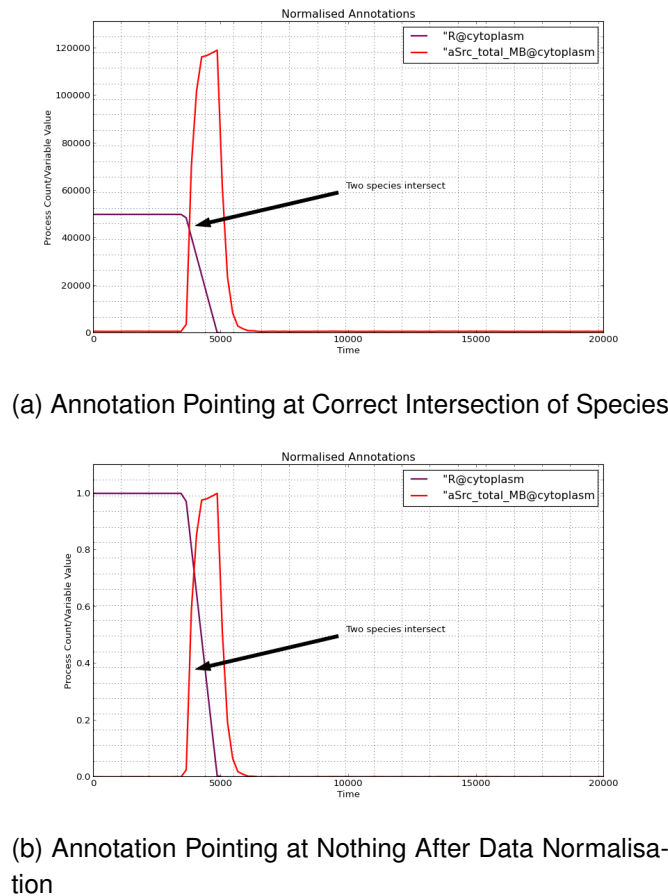 Normalised Annotations
"R@cytoplasm
"aSrc_total_MB@cytoplasm
120000
100000
80000
60000
40000
20000
0
Process Count/Variable Value
Two species intersect
0
5000
10000
15000
20000
Time
(a) Annotation Pointing at Correct Intersection of Species
Normalised Annotations
"R@cytoplasm
"aSrc_total_MB@cytoplasm
1.0
0.8
0.6
0.4
0.2
0.0
Process Count/Variable Value
Two species intersect
0
5000
10000
15000
20000
Time
(b) Annotation Pointing at Nothing After Data Normalisa-
tion